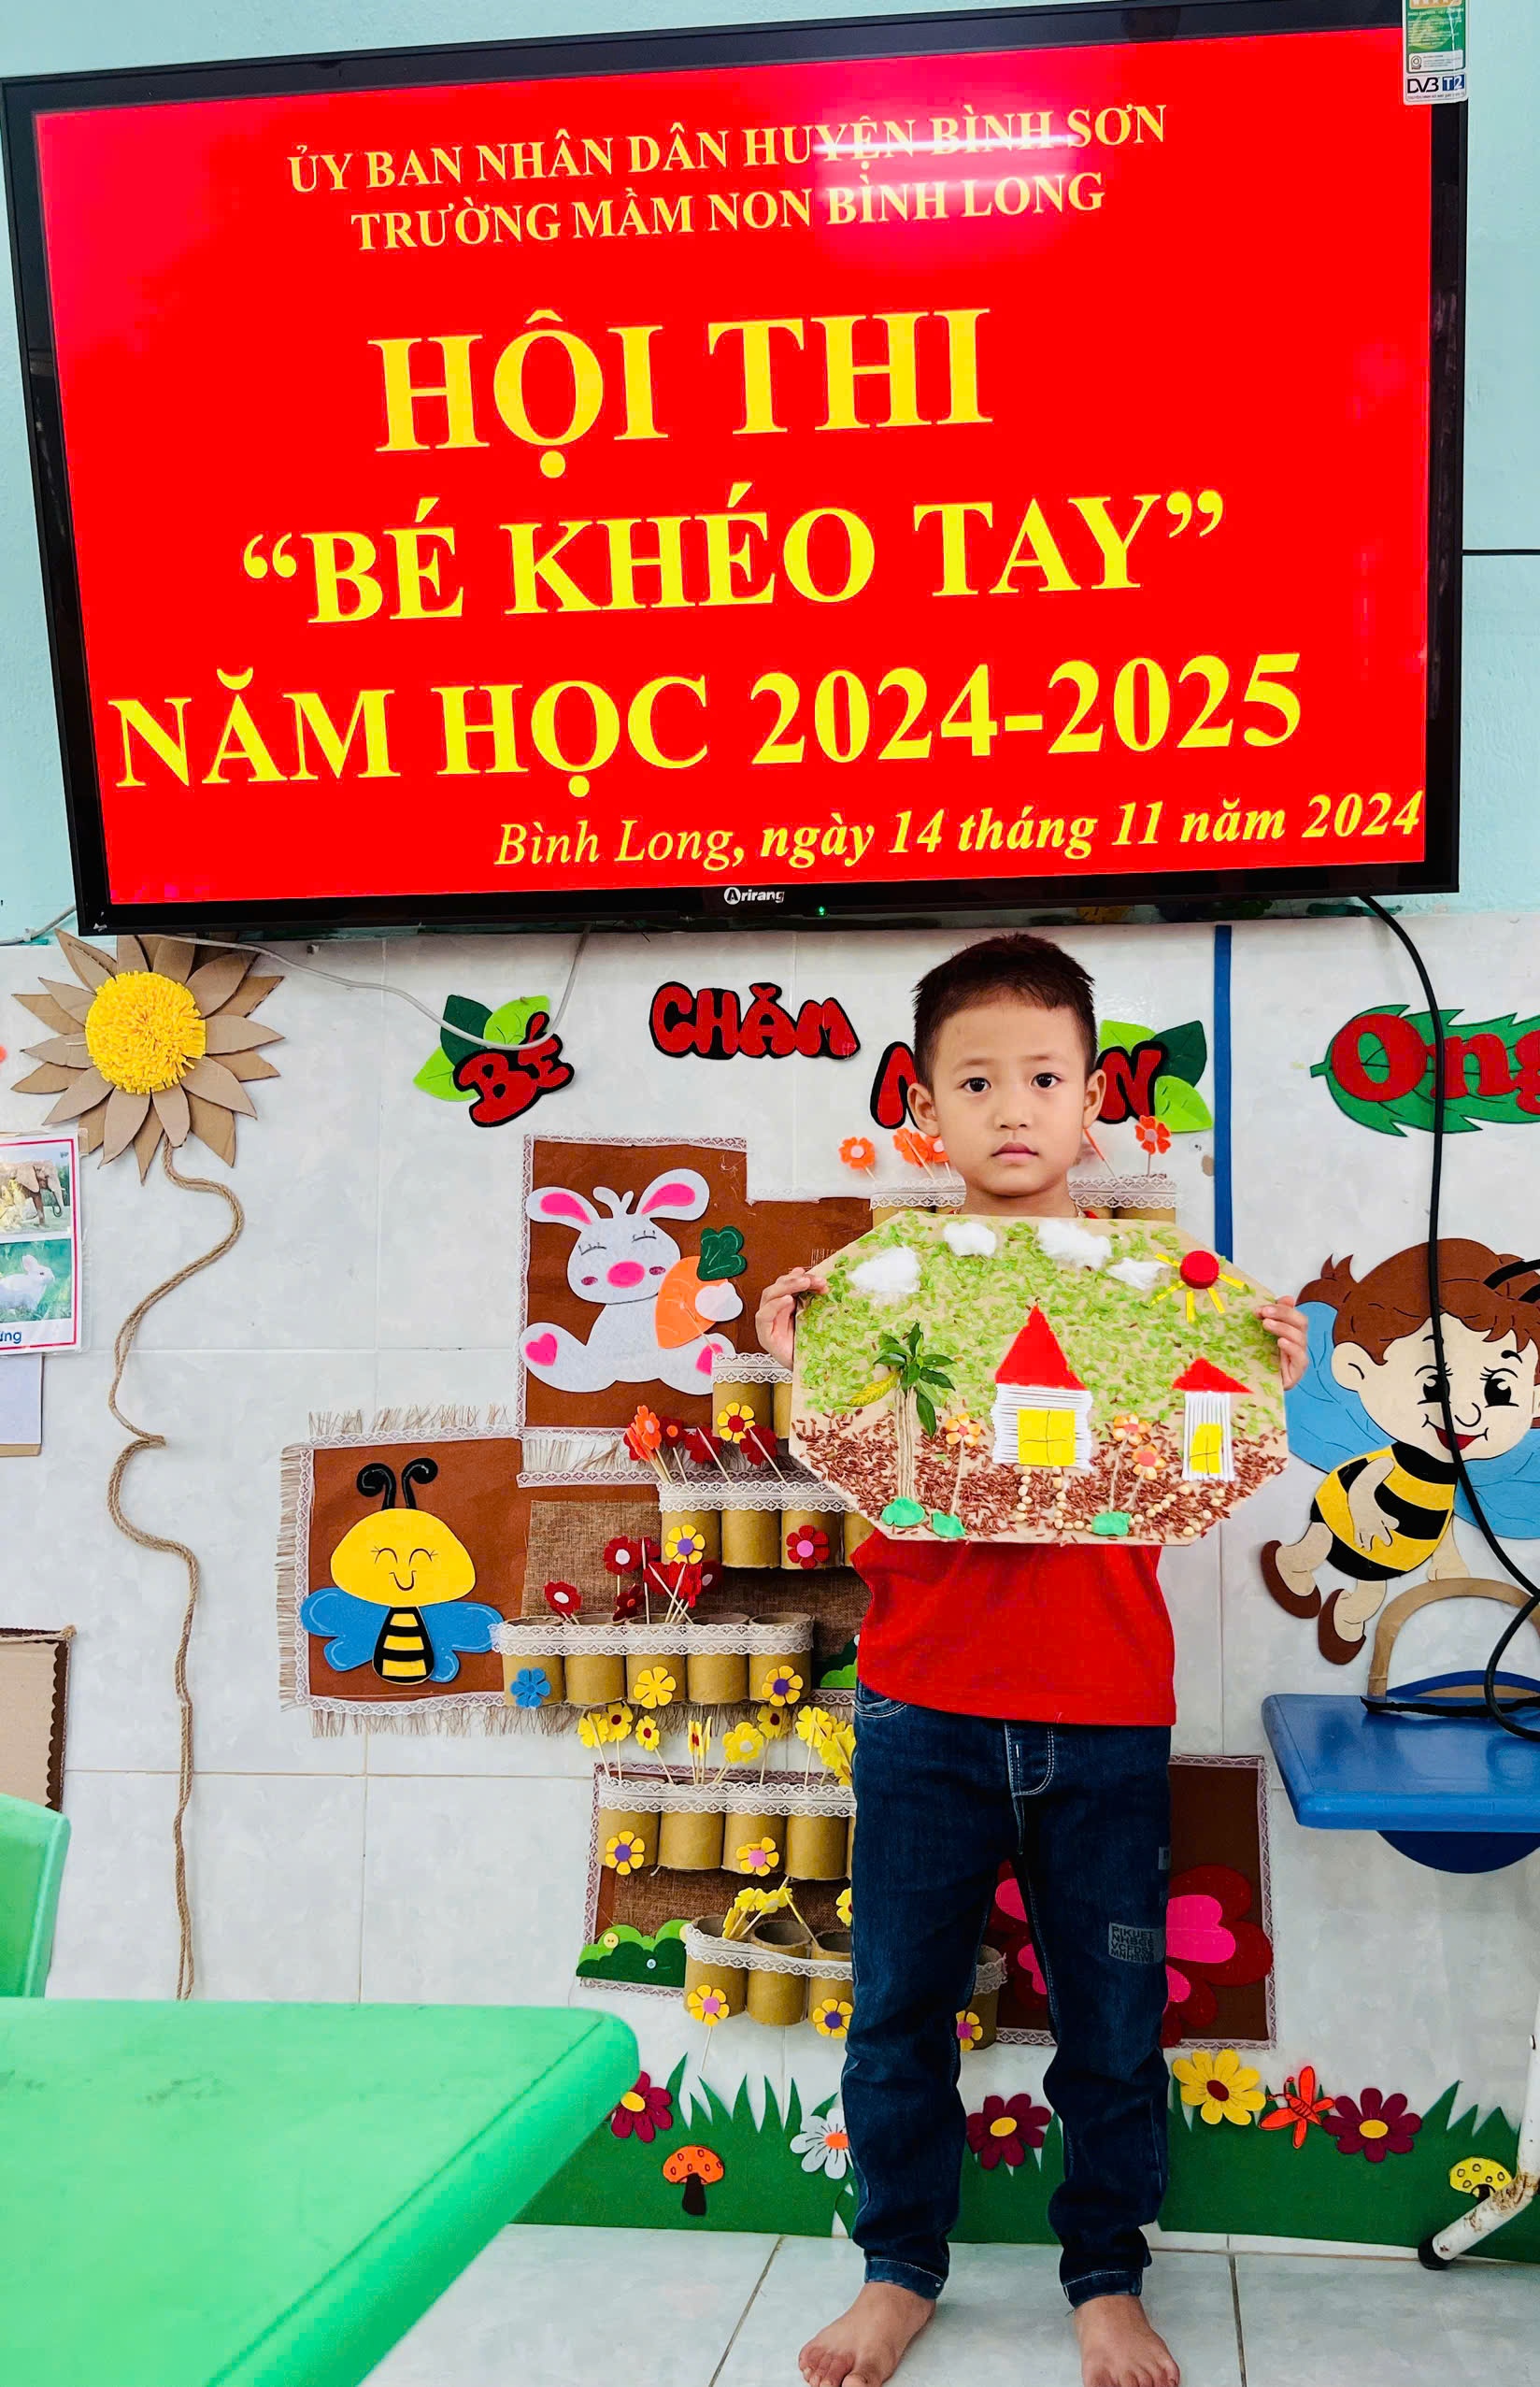 DVB T2
ỦY BAN NHÂN DÂN HUYỆN BÌNH SƠN
TRƯỜNG MẦM NON BÌNH LONG
HỘI THI
“BÉ KHÉO TAY”
NĂM HỌC 2024-2025
Bình Long, ngày 14 tháng 11 năm 2024
Arirang
BÉ CHĂM
Ong